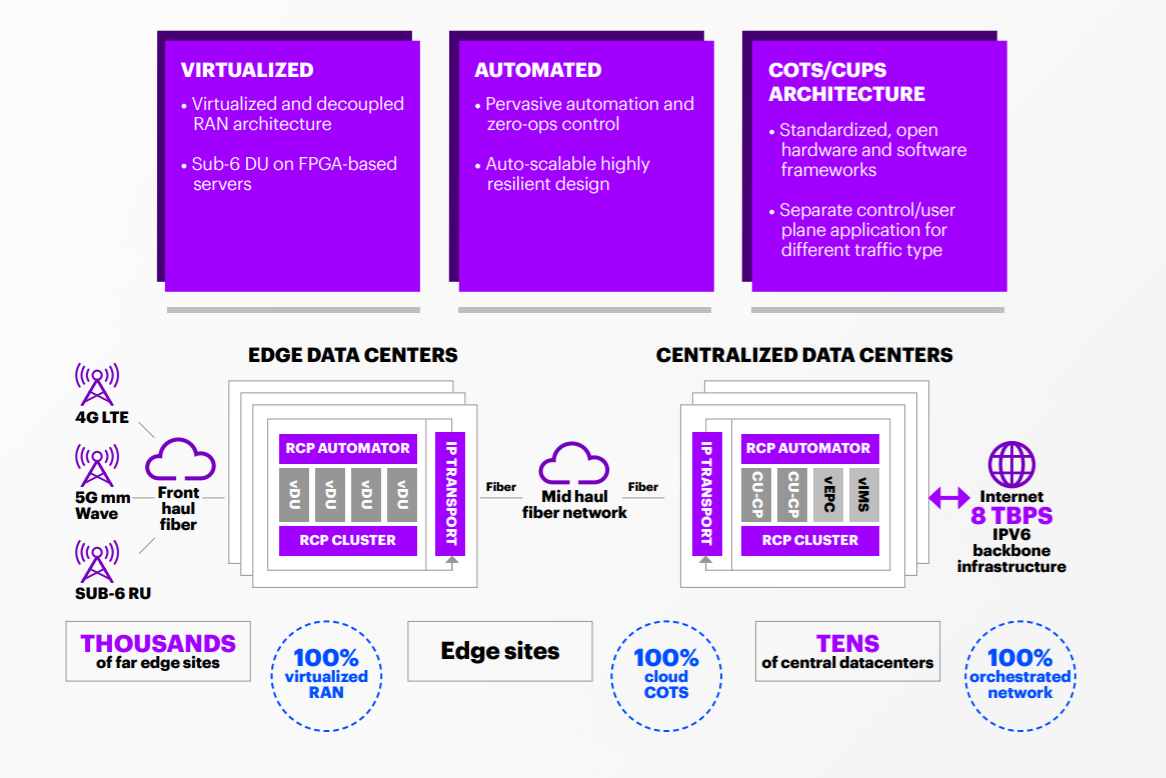 VIRTUALIZED
• Virtualized and decoupled
RAN architecture
• Sub-6 DU on FPGA-based
servers
AUTOMATED
• Pervasive automation and
zero-ops control
• Auto-scalable highly
resilient design
COTS/CUPS
ARCHITECTURE
• Standardized, open
hardware and software
frameworks
• Separate control/user
plane application for
different traffic type
EDGE DATA CENTERS
CENTRALIZED DATA CENTERS
4G LTE
5G mm
Wave
SUB-6 RU
Front
haul
fiber
RCP AUTOMATOR
vDU
vDU
vDU
vDU
RCP CLUSTER
IP TRANSPORT
Fiber
Mid haul
fiber network
Fiber
IP TRANSPORT
RCP AUTOMATOR
CU-CP
CU-CP
vEPC
vIMS
RCP CLUSTER
Internet
8 TBPS
IPV6
backbone
infrastructure
THOUSANDS
of far edge sites
100%
virtualized
RAN
Edge sites
100%
cloud
COTS
TENS
of central datacenters
100%
orchestrated
network